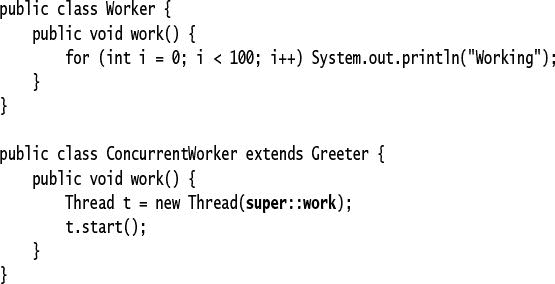 public class Worker {
    public void work() {
        for (int i = 0; i < 100; i++) System.out.println("Working");
    }
}

public class ConcurrentWorker extends Greeter {
    public void work() {
        Thread t = new Thread(super::work);
        t.start();
    }
}